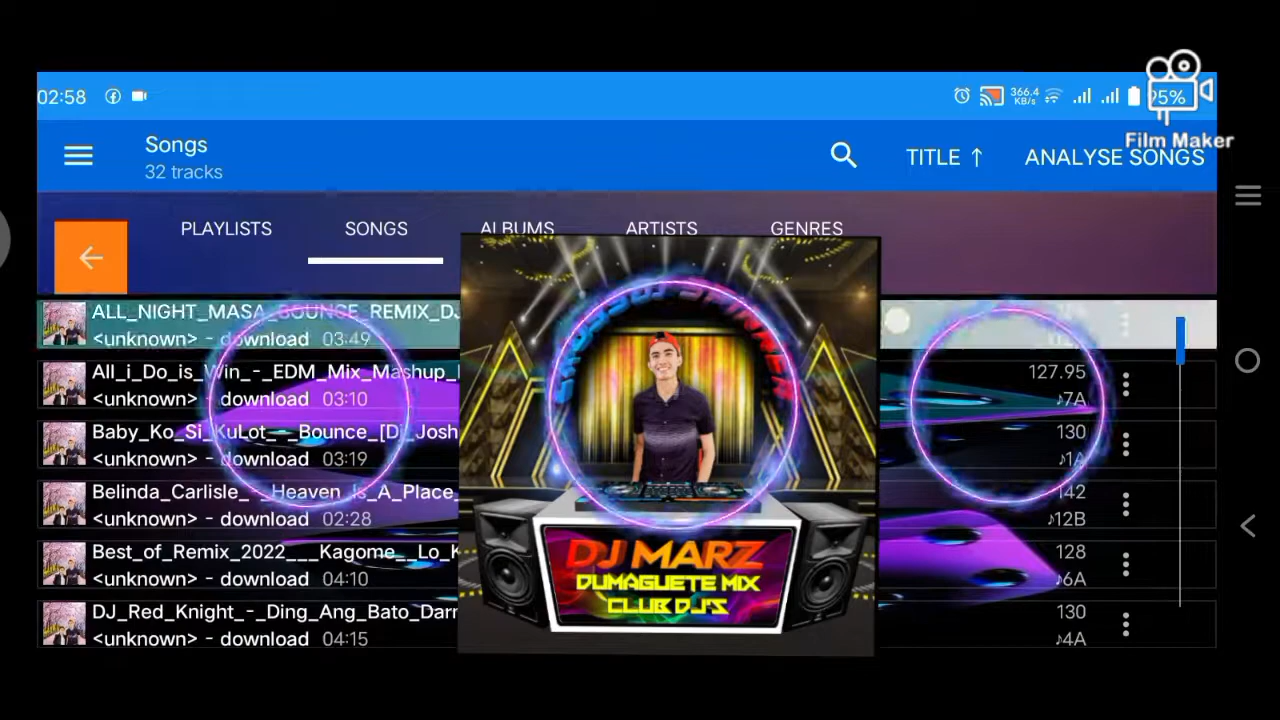 02:58
366.4
KB/s
95%
Film Maker
Songs
32 tracks
TITLE ↑
ANALYSE SONGS
PLAYLISTS
SONGS
ALBUMS
ARTISTS
GENRES
ALL_NIGHT_MASA_BOUNCE_REMIX_DJ
<unknown> - download 03:49
All_i_Do_is_Win_-_EDM_Mix_Mashup_
<unknown> - download 03:10
127.95
♪7A
Baby_Ko_Si_KuLot_-_Bounce_[Dj_Josh
<unknown> - download 03:19
130
♪1A
Belinda_Carlisle_-_Heaven_Is_A_Place_
<unknown> - download 02:28
142
♪12B
Best_of_Remix_2022___Kagome__Lo_K
<unknown> - download 04:10
128
♪6A
DJ_Red_Knight_-_Ding_Ang_Bato_Darn
<unknown> - download 04:15
130
♪4A
DJ MARZ
DUMAGUETE MIX
CLUB DJ'S